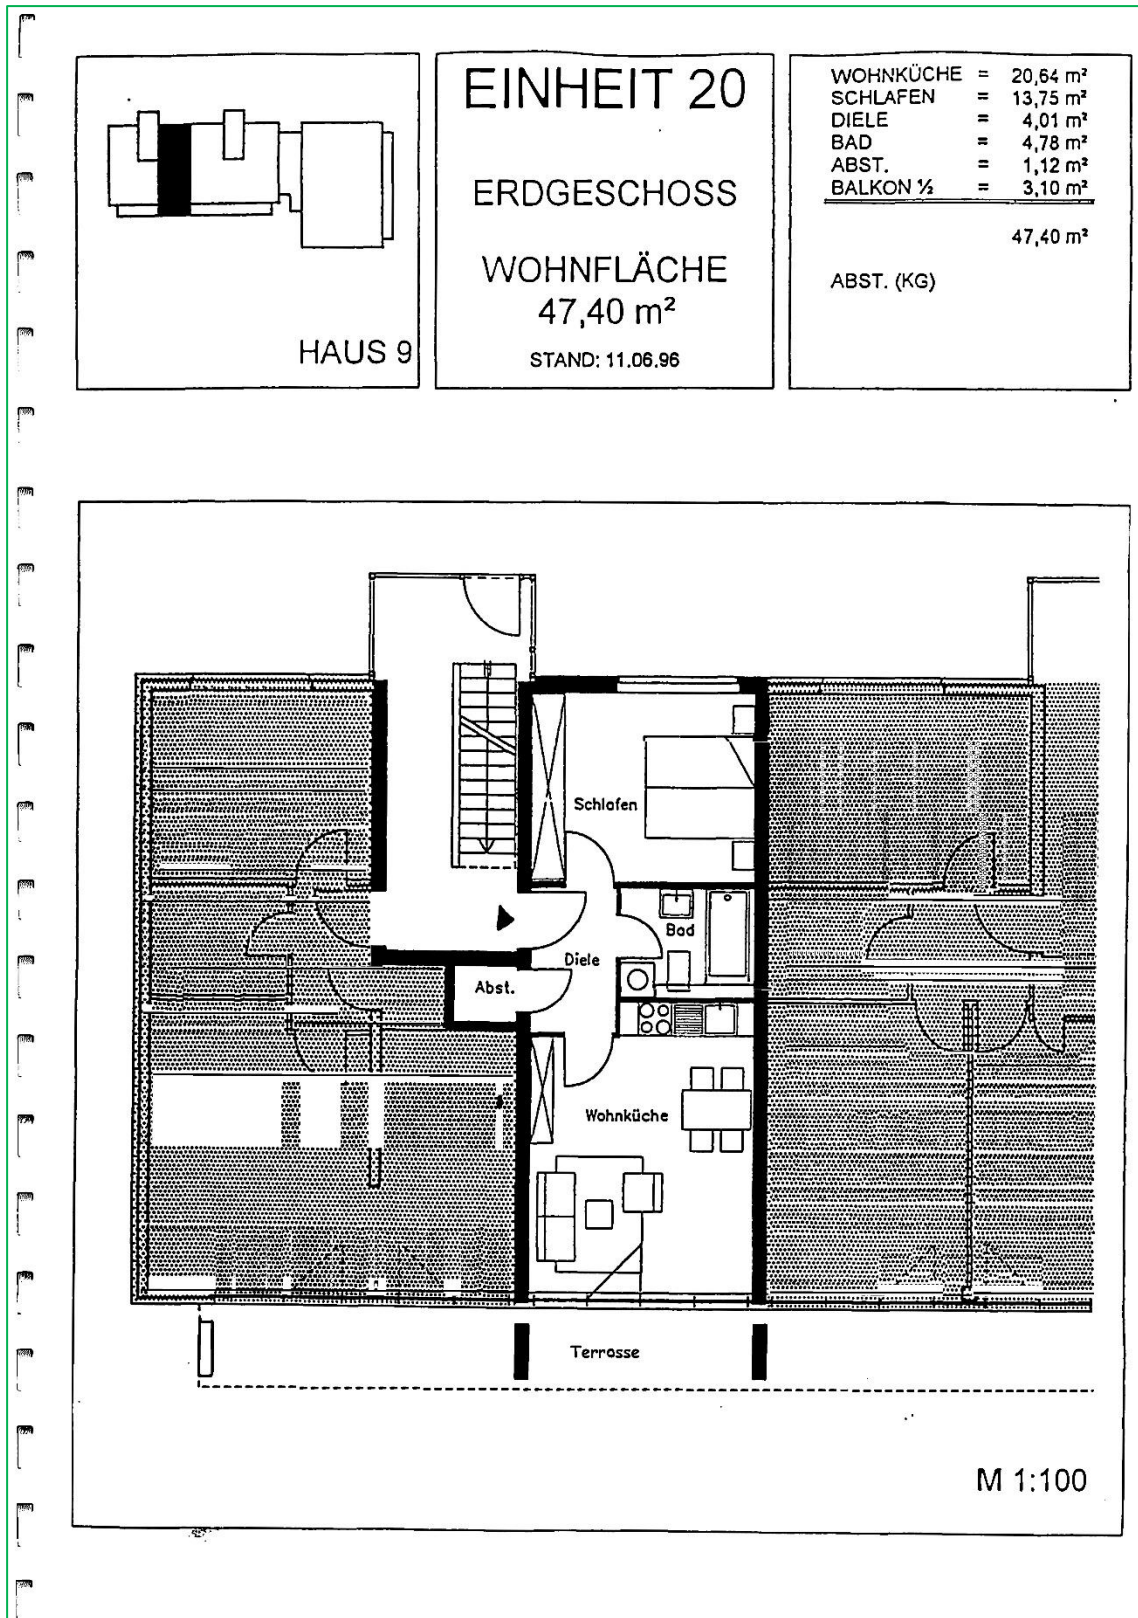 HAUS 9
EINHEIT 20
ERDGESCHOSS
WOHNFLÄCHE
47,40 m²
STAND: 11.06.96
WOHNKÜCHE = 20,64 m²
SCHLAFEN = 13,75 m²
DIELE = 4,01 m²
BAD = 4,78 m²
ABST. = 1,12 m²
BALKON ½ = 3,10 m²
47,40 m²
ABST. (KG)
Schlafen
Bad
Diele
Abst.
Wohnküche
Terrasse
M 1:100